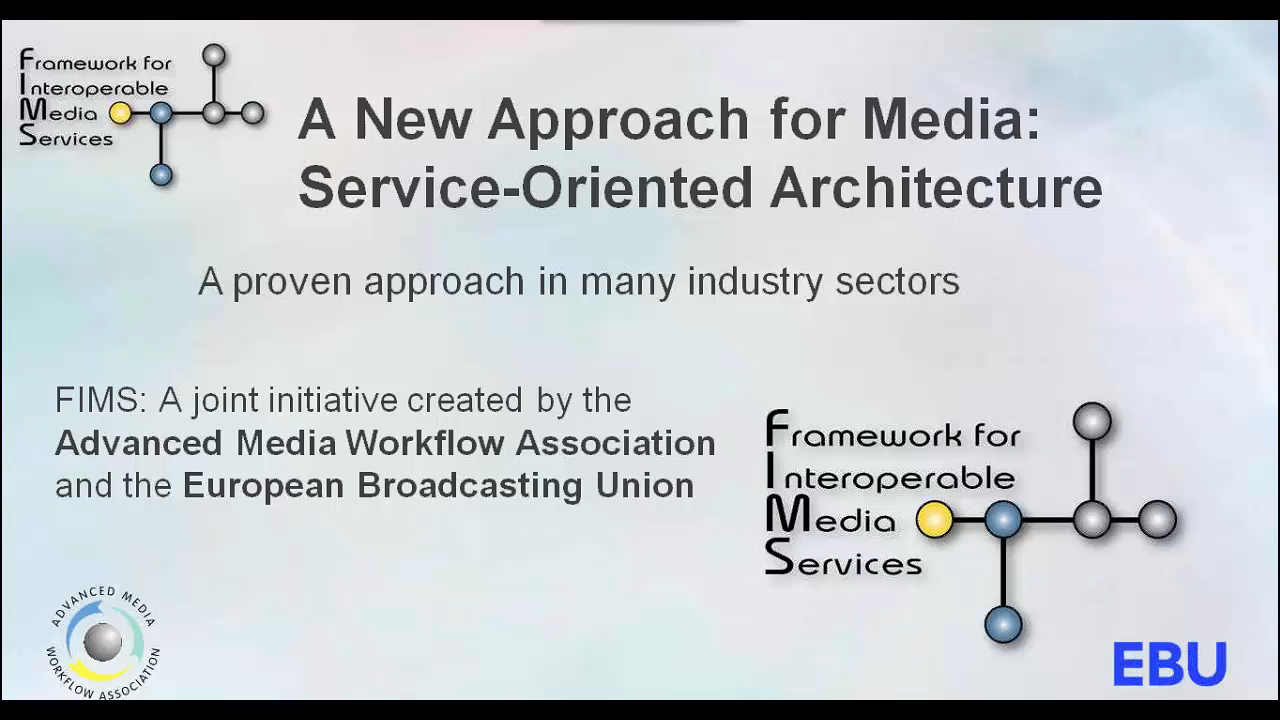 Framework for
Interoperable
Media
Services
A New Approach for Media:
Service-Oriented Architecture
A proven approach in many industry sectors
FIMS: A joint initiative created by the
Advanced Media Workflow Association
and the European Broadcasting Union
Framework for
Interoperable
Media
Services
ADVANCED MEDIA
WORKFLOW ASSOCIATION
EBU